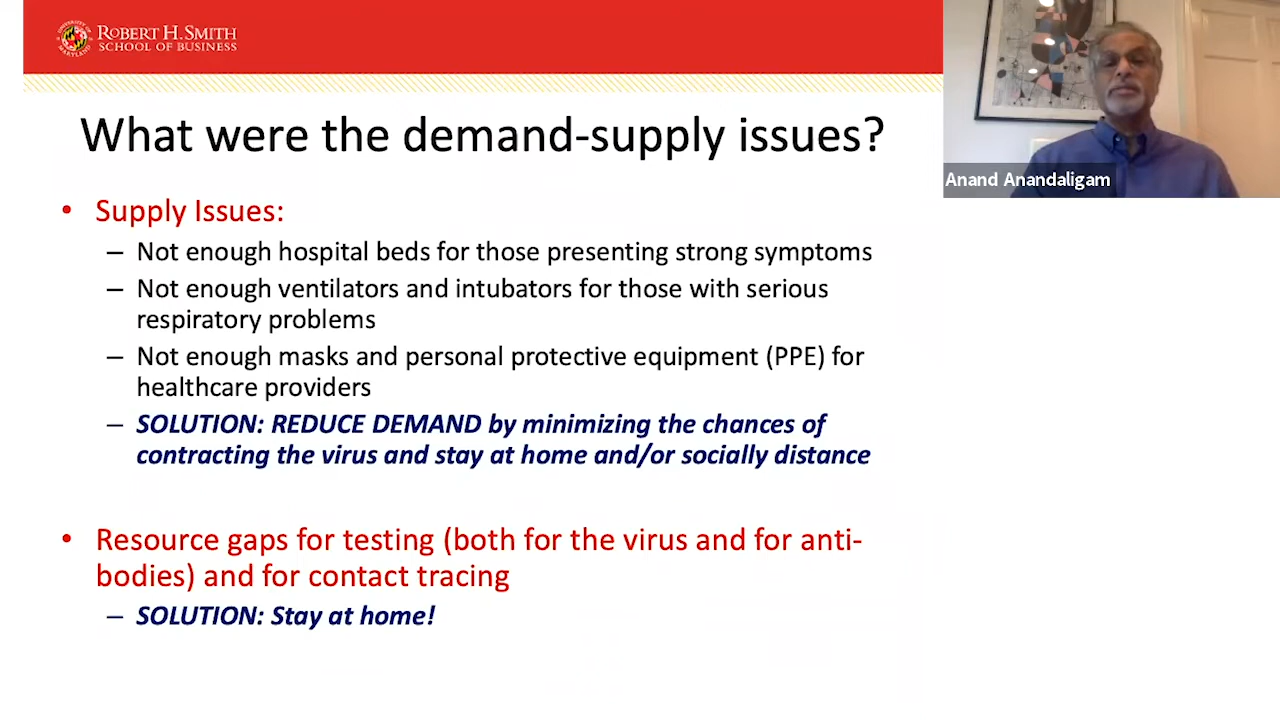 UNIVERSITY OF
MARYLAND
ROBERT H. SMITH
SCHOOL OF BUSINESS
What were the demand-supply issues?
• Supply Issues:
– Not enough hospital beds for those presenting strong symptoms
– Not enough ventilators and intubators for those with serious
respiratory problems
– Not enough masks and personal protective equipment (PPE) for
healthcare providers
– SOLUTION: REDUCE DEMAND by minimizing the chances of
contracting the virus and stay at home and/or socially distance
• Resource gaps for testing (both for the virus and for anti-
bodies) and for contact tracing
– SOLUTION: Stay at home!
Anand Anandaligam